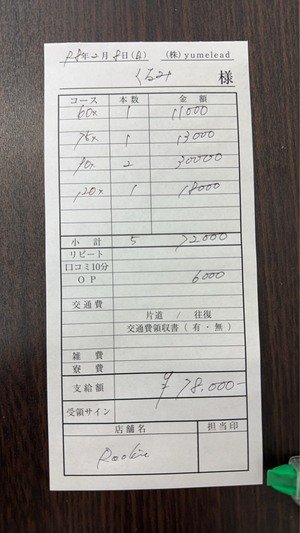 R8年2月8日(日) (株)yumelead
くるみ 様
コース 本数 金額
60× 1 11000
75× 1 13000
90× 2 30000
120× 1 18000
小計 5 72000
リピート
口コミ10分
OP 6000
交通費
片道 / 往復
交通費領収書(有・無)
雑費
寮費
支給額 ¥78.000-
受領サイン
店舗名 担当印
Rookie